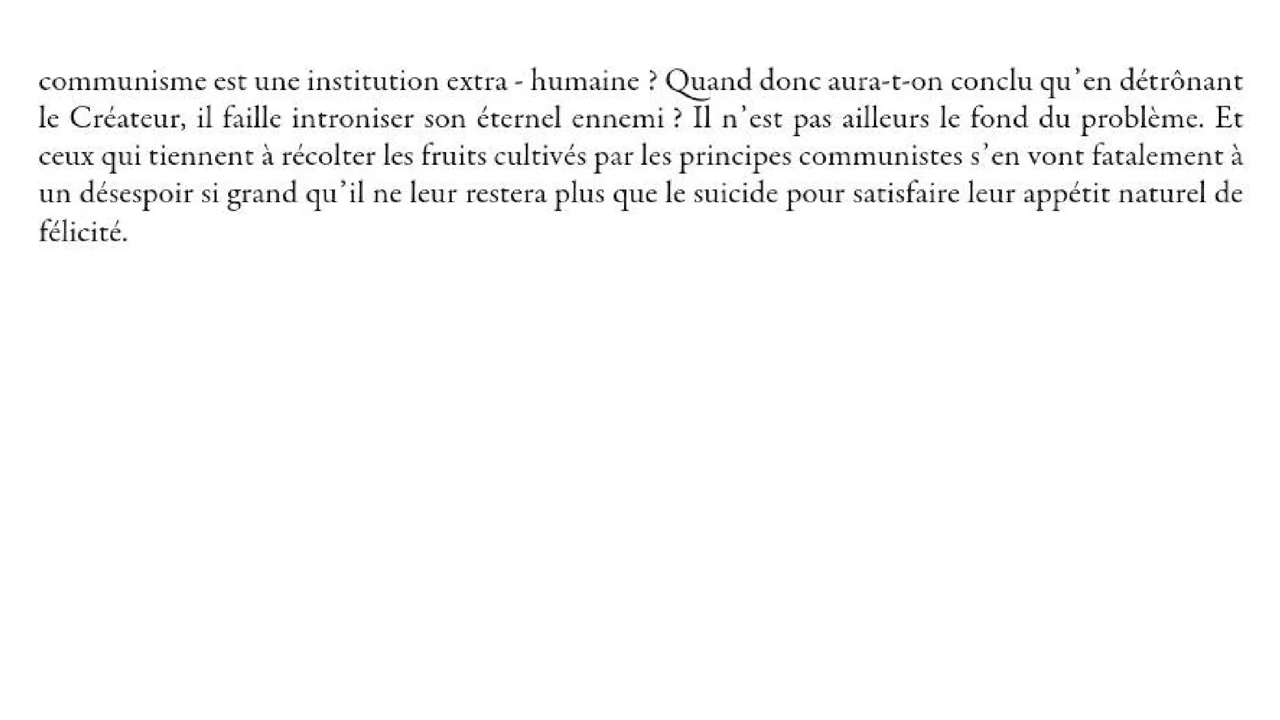 communisme est une institution extra - humaine ? Quand donc aura-t-on conclu qu’en détrônant
le Créateur, il faille introniser son éternel ennemi ? Il n’est pas ailleurs le fond du problème. Et
ceux qui tiennent à récolter les fruits cultivés par les principes communistes s’en vont fatalement à
un désespoir si grand qu’il ne leur restera plus que le suicide pour satisfaire leur appétit naturel de
félicité.